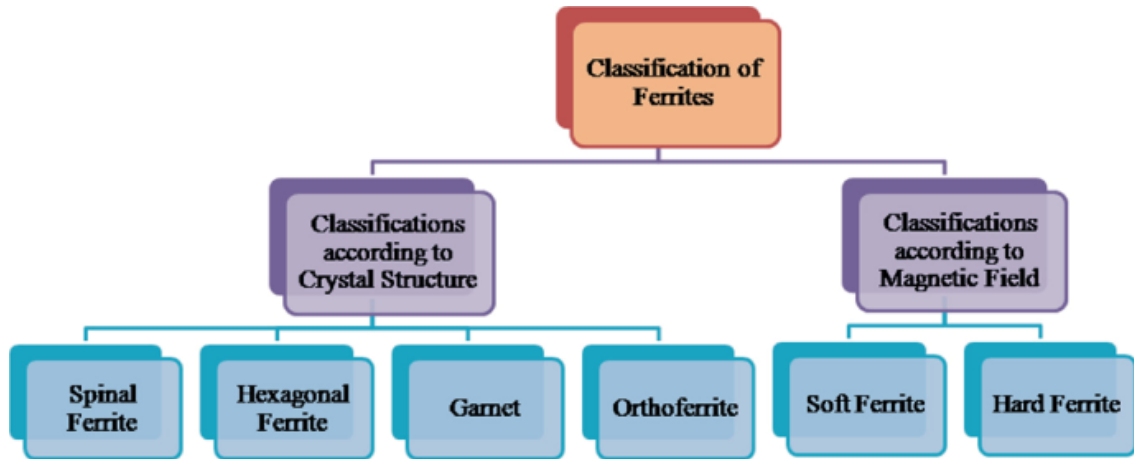 Classification of
Ferrites
Classifications
according to
Crystal Structure
Classifications
according to
Magnetic Field
Spinal
Ferrite
Hexagonal
Ferrite
Garnet
Orthoferrite
Soft Ferrite
Hard Ferrite